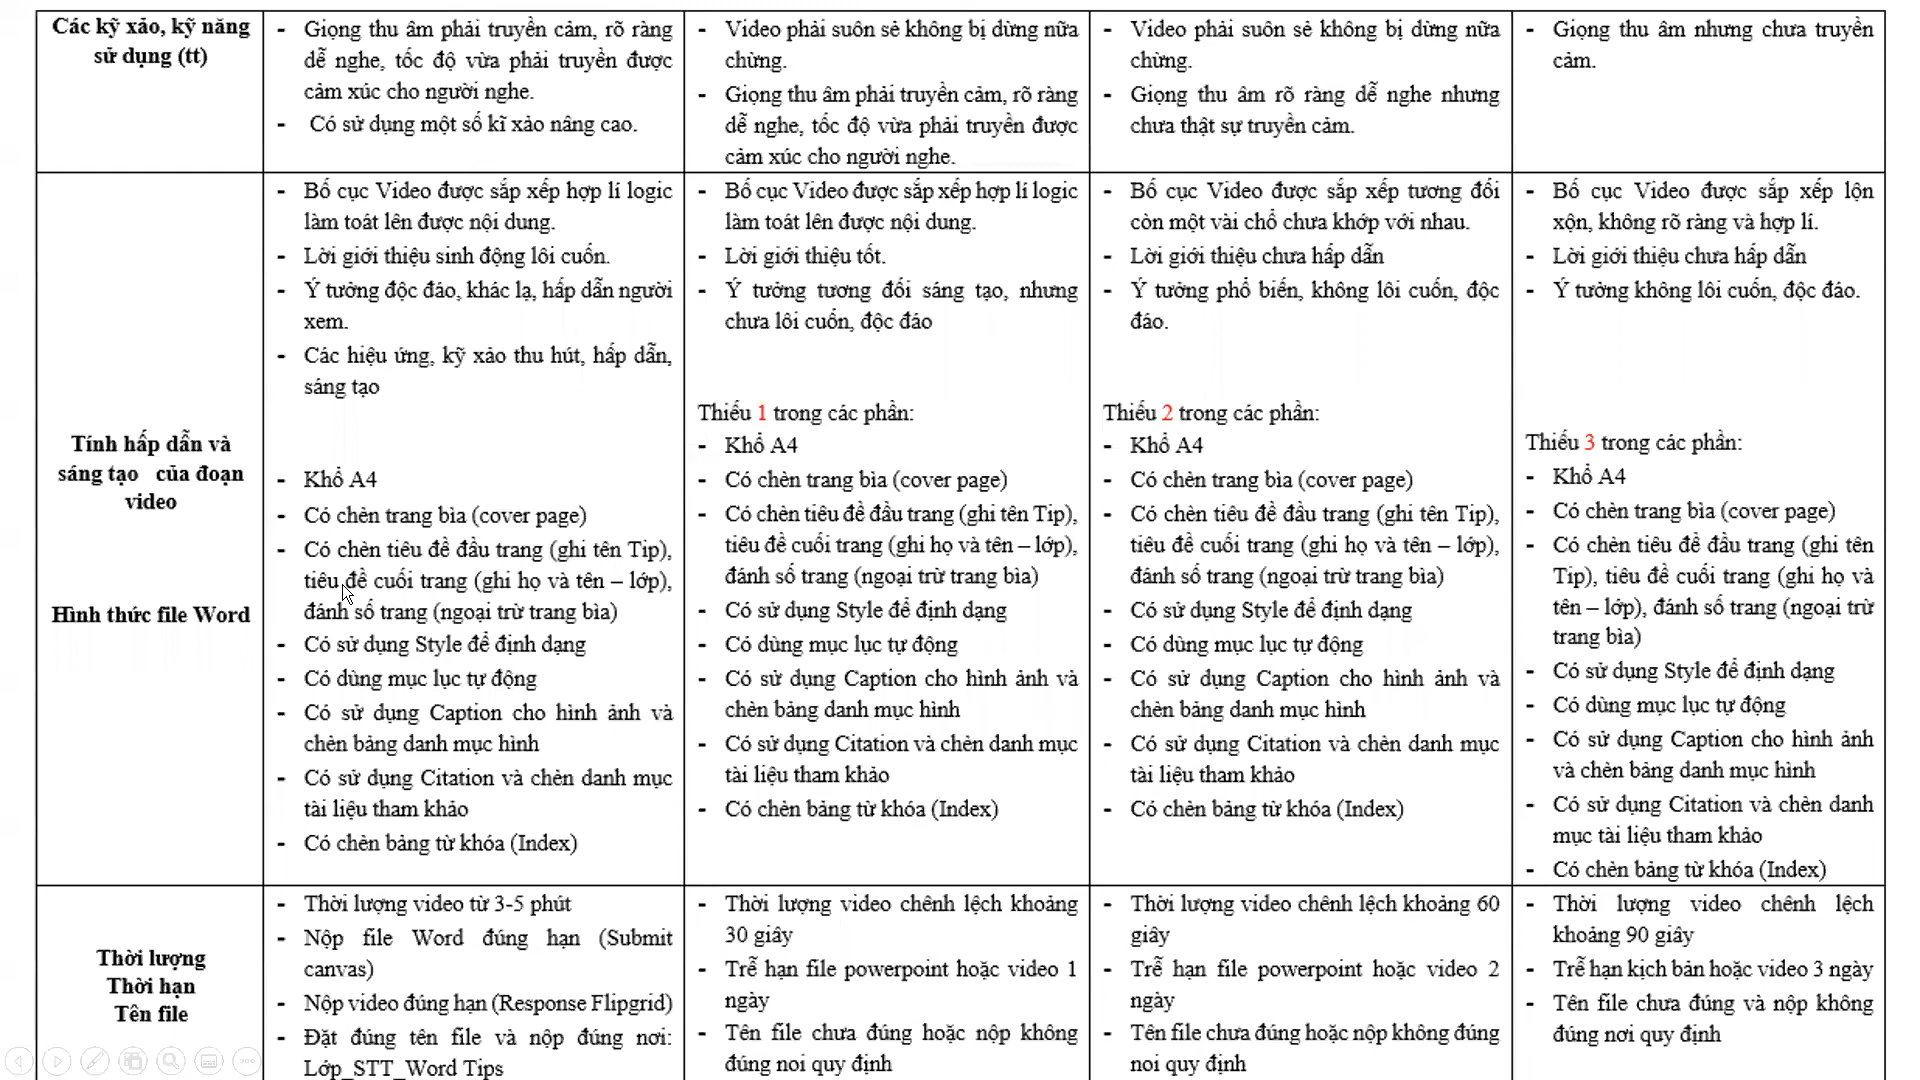 Các kỹ xảo, kỹ năng
sử dụng (tt)
- Giọng thu âm phải truyền cảm, rõ ràng
dễ nghe, tốc độ vừa phải truyền được
cảm xúc cho người nghe.
- Có sử dụng một số kĩ xảo nâng cao.
- Video phải suôn sẻ không bị dừng nữa
chừng.
- Giọng thu âm phải truyền cảm, rõ ràng
dễ nghe, tốc độ vừa phải truyền được
cảm xúc cho người nghe.
- Video phải suôn sẻ không bị dừng nữa
chừng.
- Giọng thu âm rõ ràng dễ nghe nhưng
chưa thật sự truyền cảm.
- Giọng thu âm nhưng chưa truyền
cảm.
Tính hấp dẫn và
sáng tạo của đoạn
video
Hình thức file Word
- Bố cục Video được sắp xếp hợp lí logic
làm toát lên được nội dung.
- Lời giới thiệu sinh động lôi cuốn.
- Ý tưởng độc đáo, khác lạ, hấp dẫn người
xem.
- Các hiệu ứng, kỹ xảo thu hút, hấp dẫn,
sáng tạo
- Khổ A4
- Có chèn trang bìa (cover page)
- Có chèn tiêu đề đầu trang (ghi tên Tip),
tiêu đề cuối trang (ghi họ và tên – lớp),
đánh số trang (ngoại trừ trang bìa)
- Có sử dụng Style để định dạng
- Có dùng mục lục tự động
- Có sử dụng Caption cho hình ảnh và
chèn bảng danh mục hình
- Có sử dụng Citation và chèn danh mục
tài liệu tham khảo
- Có chèn bảng từ khóa (Index)
- Bố cục Video được sắp xếp hợp lí logic
làm toát lên được nội dung.
- Lời giới thiệu tốt.
- Ý tưởng tương đối sáng tạo, nhưng
chưa lôi cuốn, độc đáo
Thiếu 1 trong các phần:
- Khổ A4
- Có chèn trang bìa (cover page)
- Có chèn tiêu đề đầu trang (ghi tên Tip),
tiêu đề cuối trang (ghi họ và tên – lớp),
đánh số trang (ngoại trừ trang bìa)
- Có sử dụng Style để định dạng
- Có dùng mục lục tự động
- Có sử dụng Caption cho hình ảnh và
chèn bảng danh mục hình
- Có sử dụng Citation và chèn danh mục
tài liệu tham khảo
- Có chèn bảng từ khóa (Index)
- Bố cục Video được sắp xếp tương đối
còn một vài chổ chưa khớp với nhau.
- Lời giới thiệu chưa hấp dẫn
- Ý tưởng phổ biến, không lôi cuốn, độc
đáo.
Thiếu 2 trong các phần:
- Khổ A4
- Có chèn trang bìa (cover page)
- Có chèn tiêu đề đầu trang (ghi tên Tip),
tiêu đề cuối trang (ghi họ và tên – lớp),
đánh số trang (ngoại trừ trang bìa)
- Có sử dụng Style để định dạng
- Có dùng mục lục tự động
- Có sử dụng Caption cho hình ảnh và
chèn bảng danh mục hình
- Có sử dụng Citation và chèn danh mục
tài liệu tham khảo
- Có chèn bảng từ khóa (Index)
- Bố cục Video được sắp xếp lộn
xộn, không rõ ràng và hợp lí.
- Lời giới thiệu chưa hấp dẫn
- Ý tưởng không lôi cuốn, độc đáo.
Thiếu 3 trong các phần:
- Khổ A4
- Có chèn trang bìa (cover page)
- Có chèn tiêu đề đầu trang (ghi tên
Tip), tiêu đề cuối trang (ghi họ và
tên – lớp), đánh số trang (ngoại trừ
trang bìa)
- Có sử dụng Style để định dạng
- Có dùng mục lục tự động
- Có sử dụng Caption cho hình ảnh
và chèn bảng danh mục hình
- Có sử dụng Citation và chèn danh
mục tài liệu tham khảo
- Có chèn bảng từ khóa (Index)
Thời lượng
Thời hạn
Tên file
- Thời lượng video từ 3-5 phút
- Nộp file Word đúng hạn (Submit
canvas)
- Nộp video đúng hạn (Response Flipgrid)
- Đặt đúng tên file và nộp đúng nơi:
Lớp_STT_Word Tips
- Thời lượng video chênh lệch khoảng
30 giây
- Trễ hạn file powerpoint hoặc video 1
ngày
- Tên file chưa đúng hoặc nộp không
đúng noi quy định
- Thời lượng video chênh lệch khoảng 60
giây
- Trễ hạn file powerpoint hoặc video 2
ngày
- Tên file chưa đúng hoặc nộp không đúng
noi quy định
- Thời lượng video chênh lệch
khoảng 90 giây
- Trễ hạn kịch bản hoặc video 3 ngày
- Tên file chưa đúng và nộp không
đúng nơi quy định